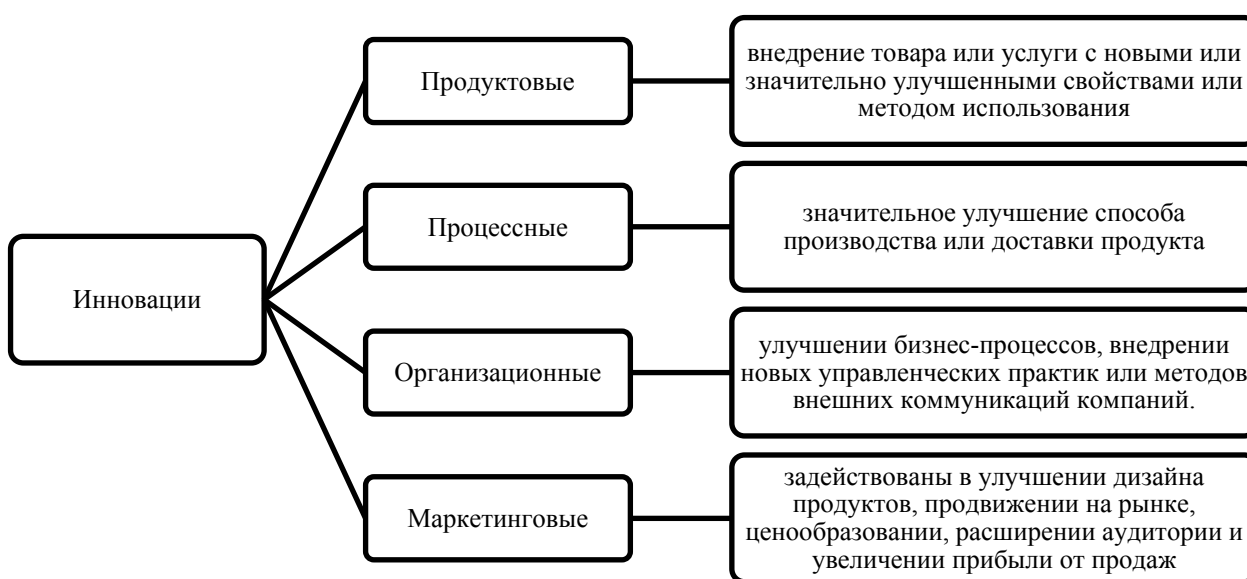 Инновации
Продуктовые
внедрение товара или услуги с новыми или
значительно улучшенными свойствами или
методом использования
Процессные
значительное улучшение способа
производства или доставки продукта
Организационные
улучшении бизнес-процессов, внедрении
новых управленческих практик или методов
внешних коммуникаций компаний.
Маркетинговые
задействованы в улучшении дизайна
продуктов, продвижении на рынке,
ценообразовании, расширении аудитории и
увеличении прибыли от продаж